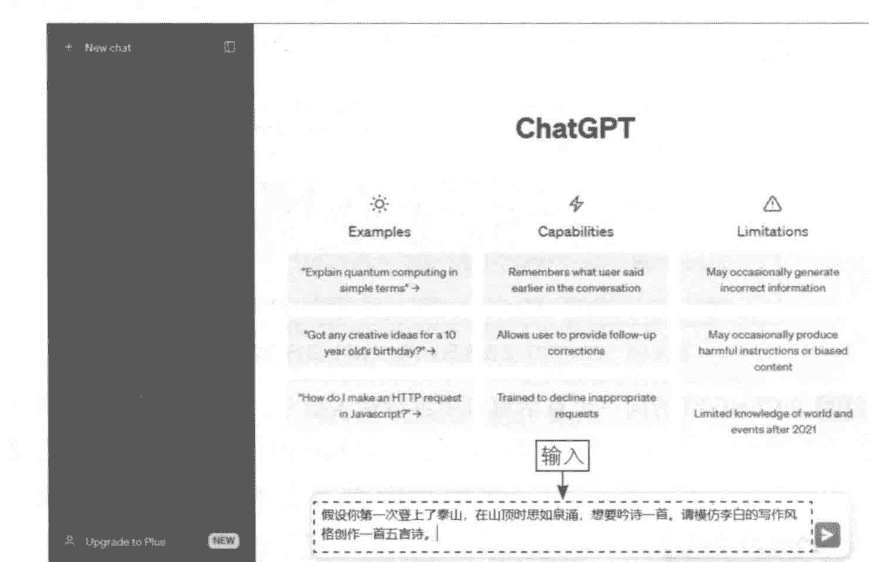 + New chat
ChatGPT
Examples
Capabilities
Limitations
"Explain quantum computing in
simple terms" →
Remembers what user said
earlier in the conversation
May occasionally generate
incorrect information
"Got any creative ideas for a 10
year old's birthday?" →
Allows user to provide follow-up
corrections
May occasionally produce
harmful instructions or biased
content
"How do I make an HTTP request
in Javascript?" →
Trained to decline inappropriate
requests
Limited knowledge of world and
events after 2021
输入
假设你第一次登上了泰山，在山顶时思如泉涌，想要吟诗一首。请模仿李白的写作风
格创作一首五言诗。
Upgrade to Plus
NEW